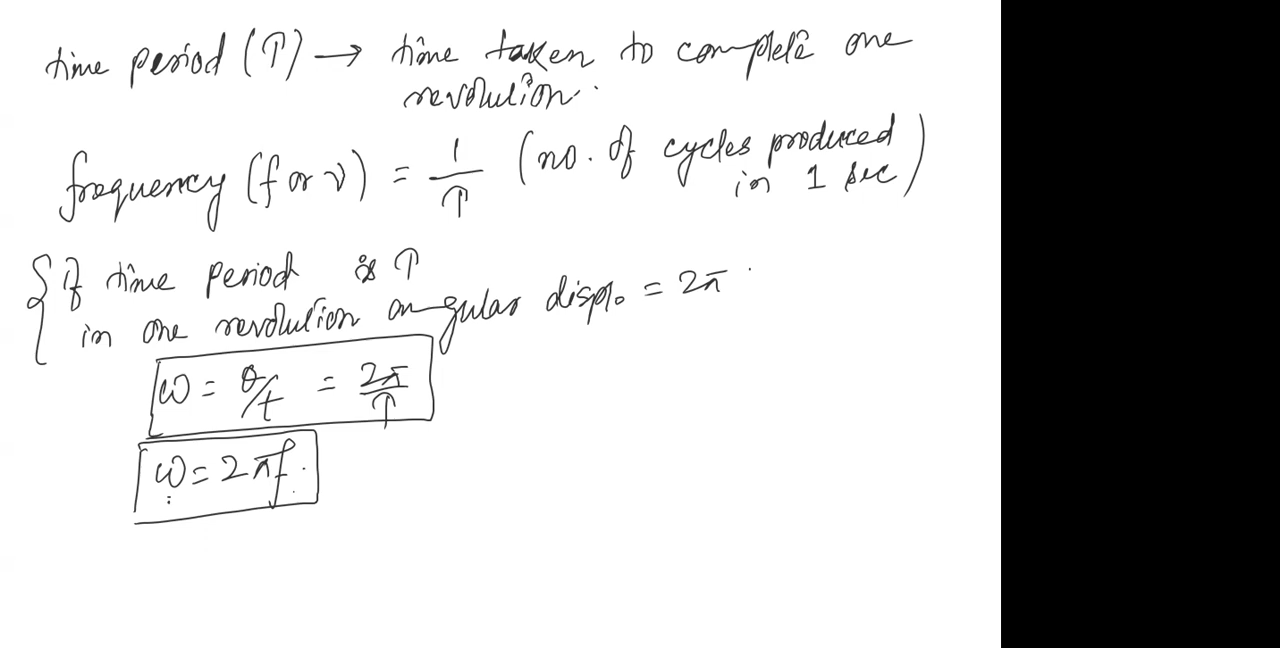 time period (T) → time taken to complete one
revolution.
frequency (f or ν) = 1/T (no. of cycles produced
in 1 sec)
{ If time period is T
in one revolution angular displ. = 2π.
ω = θ/t = 2π/T
ω = 2πf.